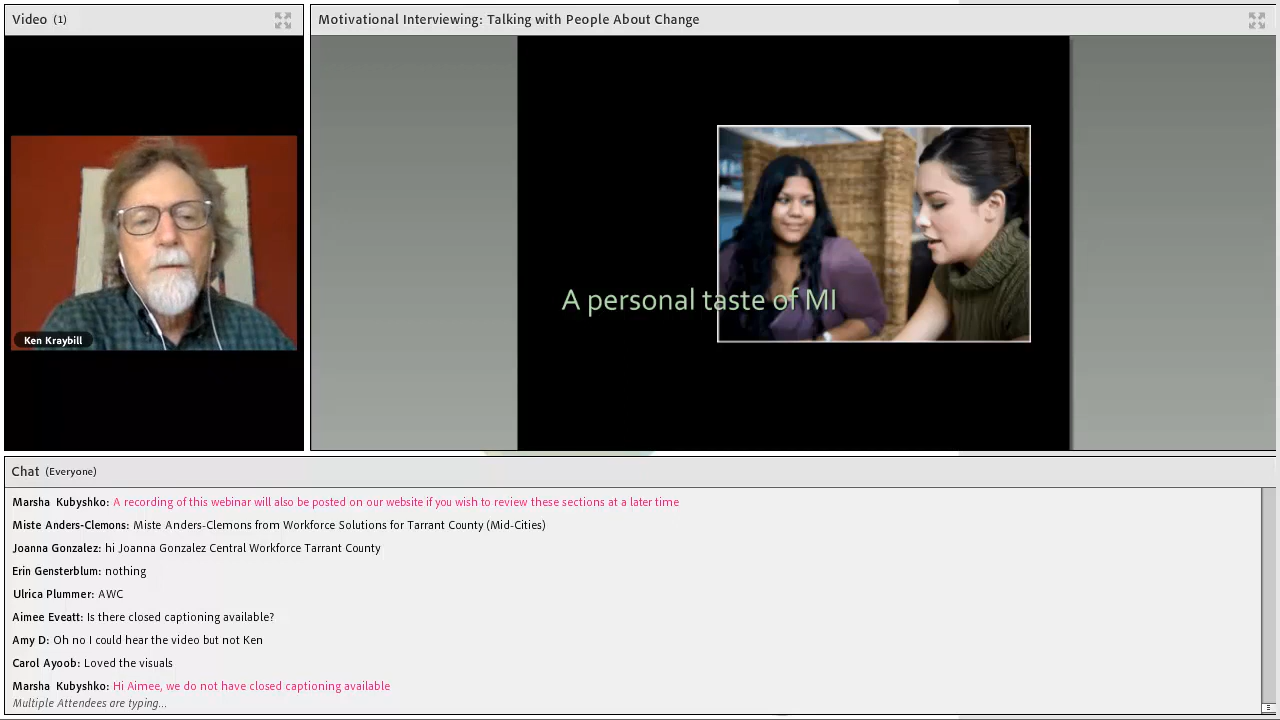 Video (1)
Motivational Interviewing: Talking with People About Change
Ken Kraybill
A personal taste of MI
Chat (Everyone)
Marsha Kubyshko: A recording of this webinar will also be posted on our website if you wish to review these sections at a later time
Miste Anders-Clemons: Miste Anders-Clemons from Workforce Solutions for Tarrant County (Mid-Cities)
Joanna Gonzalez: hi Joanna Gonzalez Central Workforce Tarrant County
Erin Gensterblum: nothing
Ulrica Plummer: AWC
Aimee Eveatt: Is there closed captioning available?
Amy D: Oh no I could hear the video but not Ken
Carol Ayoob: Loved the visuals
Marsha Kubyshko: Hi Aimee, we do not have closed captioning available
Multiple Attendees are typing...